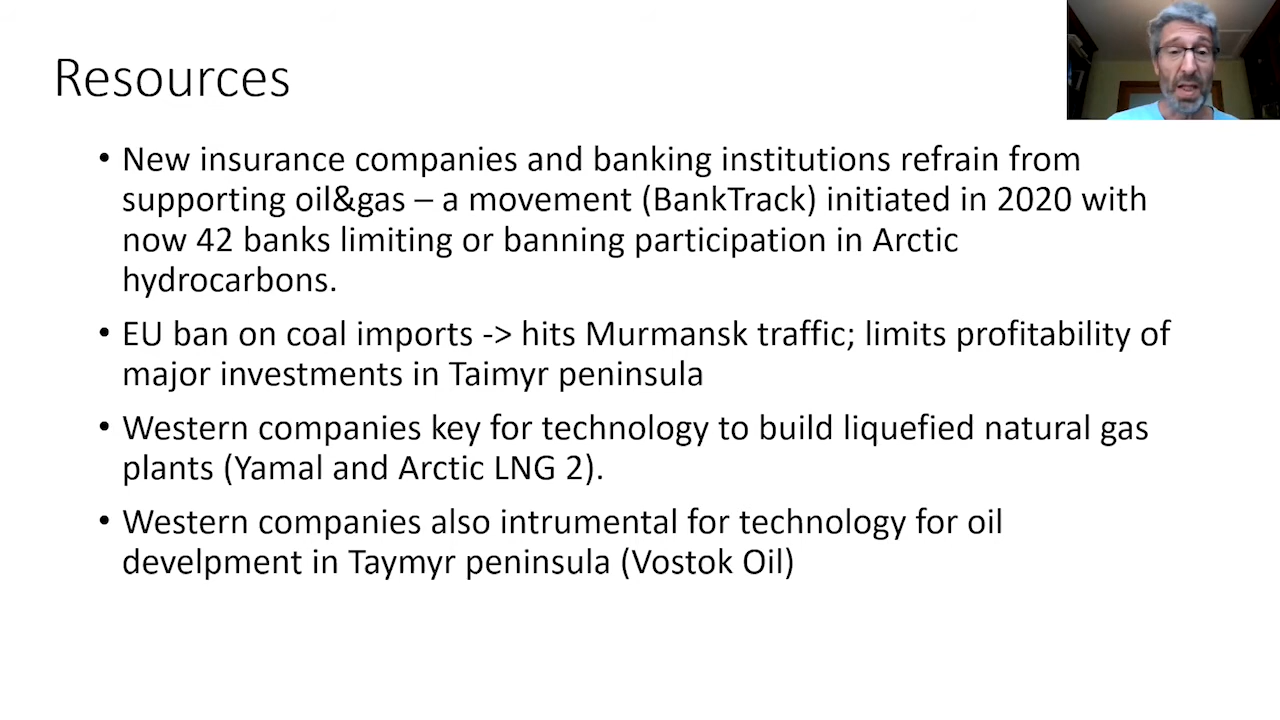 Resources
• New insurance companies and banking institutions refrain from
supporting oil&gas – a movement (BankTrack) initiated in 2020 with
now 42 banks limiting or banning participation in Arctic
hydrocarbons.
• EU ban on coal imports -> hits Murmansk traffic; limits profitability of
major investments in Taimyr peninsula
• Western companies key for technology to build liquefied natural gas
plants (Yamal and Arctic LNG 2).
• Western companies also intrumental for technology for oil
develpment in Taymyr peninsula (Vostok Oil)